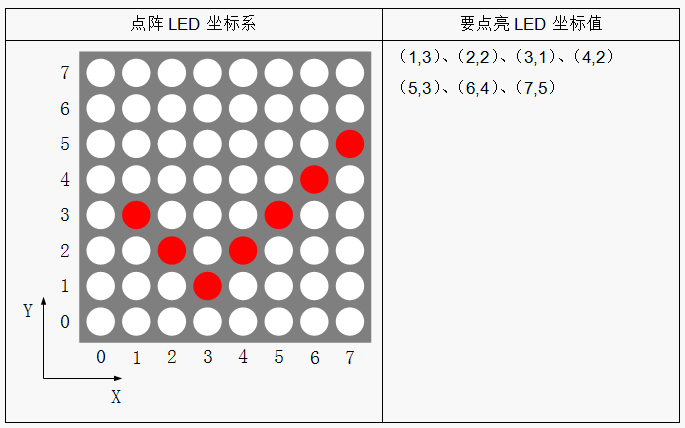 点阵 LED 坐标系
要点亮 LED 坐标值
(1,3)、(2,2)、(3,1)、(4,2)
(5,3)、(6,4)、(7,5)
7
6
5
4
3
2
1
Y
0
0 1 2 3 4 5 6 7
X